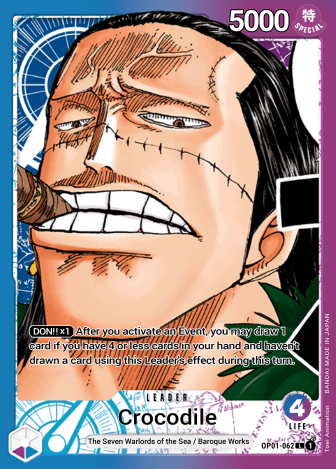 5000
特
SPECIAL
DON!!×1 After you activate an Event, you may draw 1
card if you have 4 or less cards in your hand and haven't
drawn a card using this Leader's effect during this turn.
LEADER
Crocodile
The Seven Warlords of the Sea / Baroque Works
4
LIFE
OP01-062 L 1
Toei Animation BANDAI MADE IN JAPAN